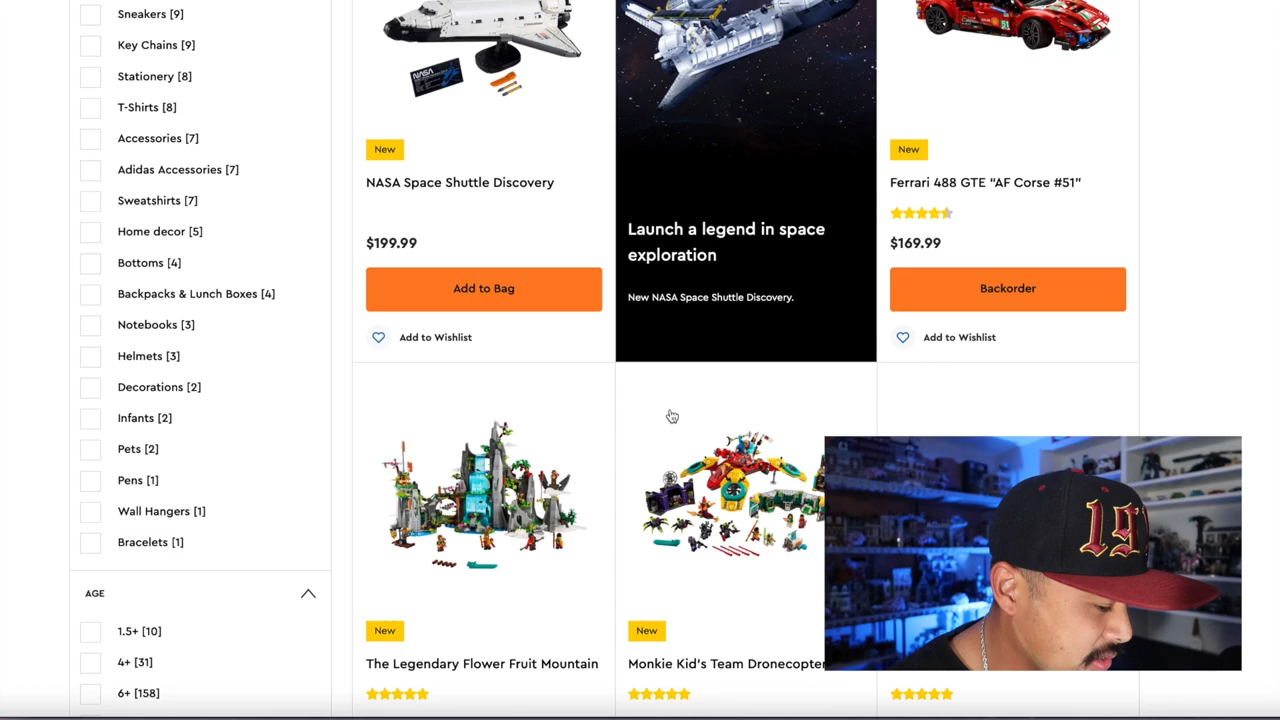 Sneakers [9]
Key Chains [9]
Stationery [8]
T-Shirts [8]
Accessories [7]
Adidas Accessories [7]
Sweatshirts [7]
Home decor [5]
Bottoms [4]
Backpacks & Lunch Boxes [4]
Notebooks [3]
Helmets [3]
Decorations [2]
Infants [2]
Pets [2]
Pens [1]
Wall Hangers [1]
Bracelets [1]
AGE
1.5+ [10]
4+ [31]
6+ [158]
NASA
New
NASA Space Shuttle Discovery
$199.99
Add to Bag
Add to Wishlist
Launch a legend in space
exploration
New NASA Space Shuttle Discovery.
51
New
Ferrari 488 GTE “AF Corse #51”
$169.99
Backorder
Add to Wishlist
New
The Legendary Flower Fruit Mountain
New
Monkie Kid's Team Dronecopter
19